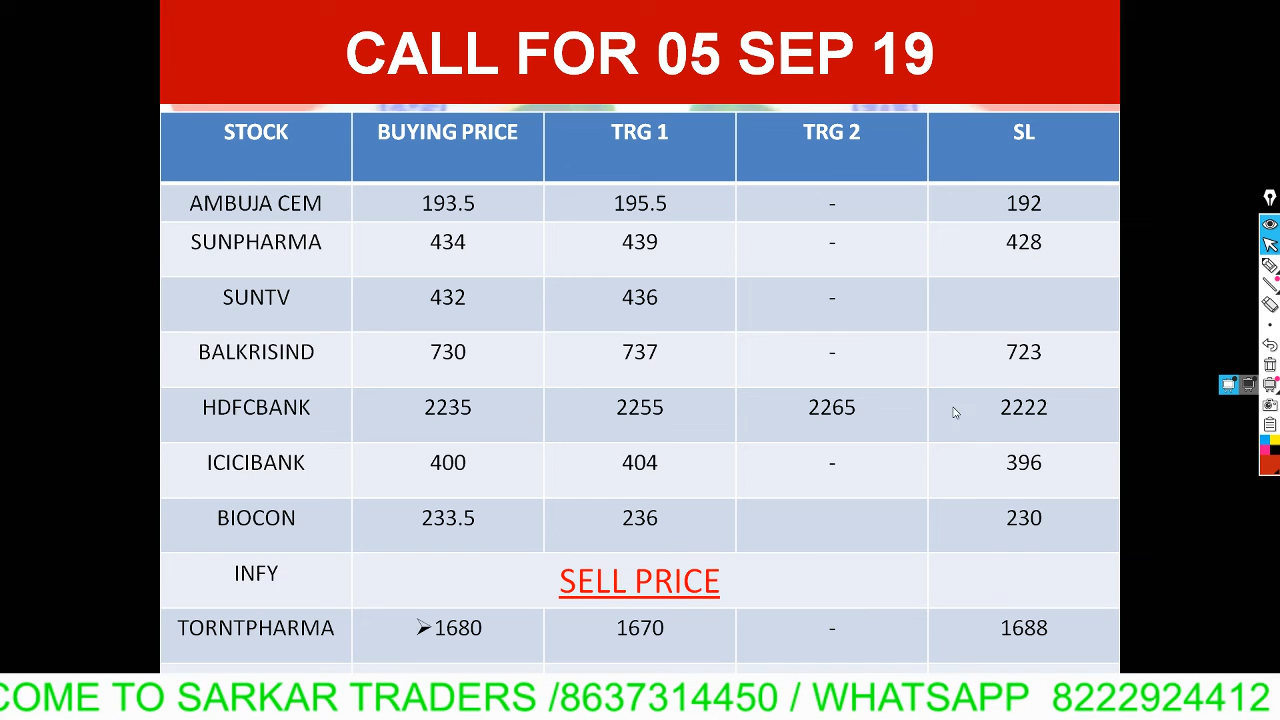 CALL FOR 05 SEP 19
STOCK BUYING PRICE TRG 1 TRG 2 SL
AMBUJA CEM 193.5 195.5 - 192
SUNPHARMA 434 439 - 428
SUNTV 432 436 -
BALKRISIND 730 737 - 723
HDFCBANK 2235 2255 2265 2222
ICICIBANK 400 404 - 396
BIOCON 233.5 236 230
INFY SELL PRICE
TORNTPHARMA ➢1680 1670 - 1688
COME TO SARKAR TRADERS /8637314450 / WHATSAPP 8222924412